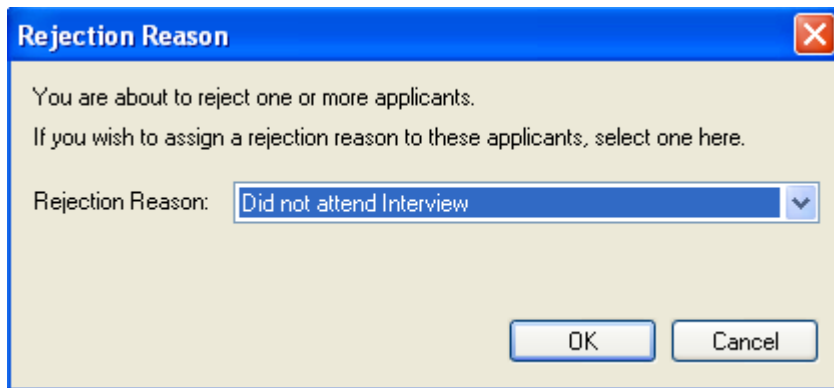 Rejection Reason
You are about to reject one or more applicants.
If you wish to assign a rejection reason to these applicants, select one here.
Rejection Reason: Did not attend Interview
OK Cancel